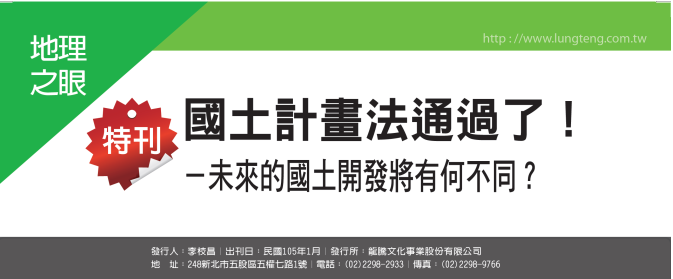 地理
之眼
http://www.lungteng.com.tw
特刊
國土計畫法通過了！
－未來的國土開發將有何不同？
發行人：李枝昌｜出刊日：民國105年1月｜發行所：龍騰文化事業股份有限公司
地　址：248新北市五股區五權七路1號｜電話：(02)2298-2933｜傳真：(02)2298-9766